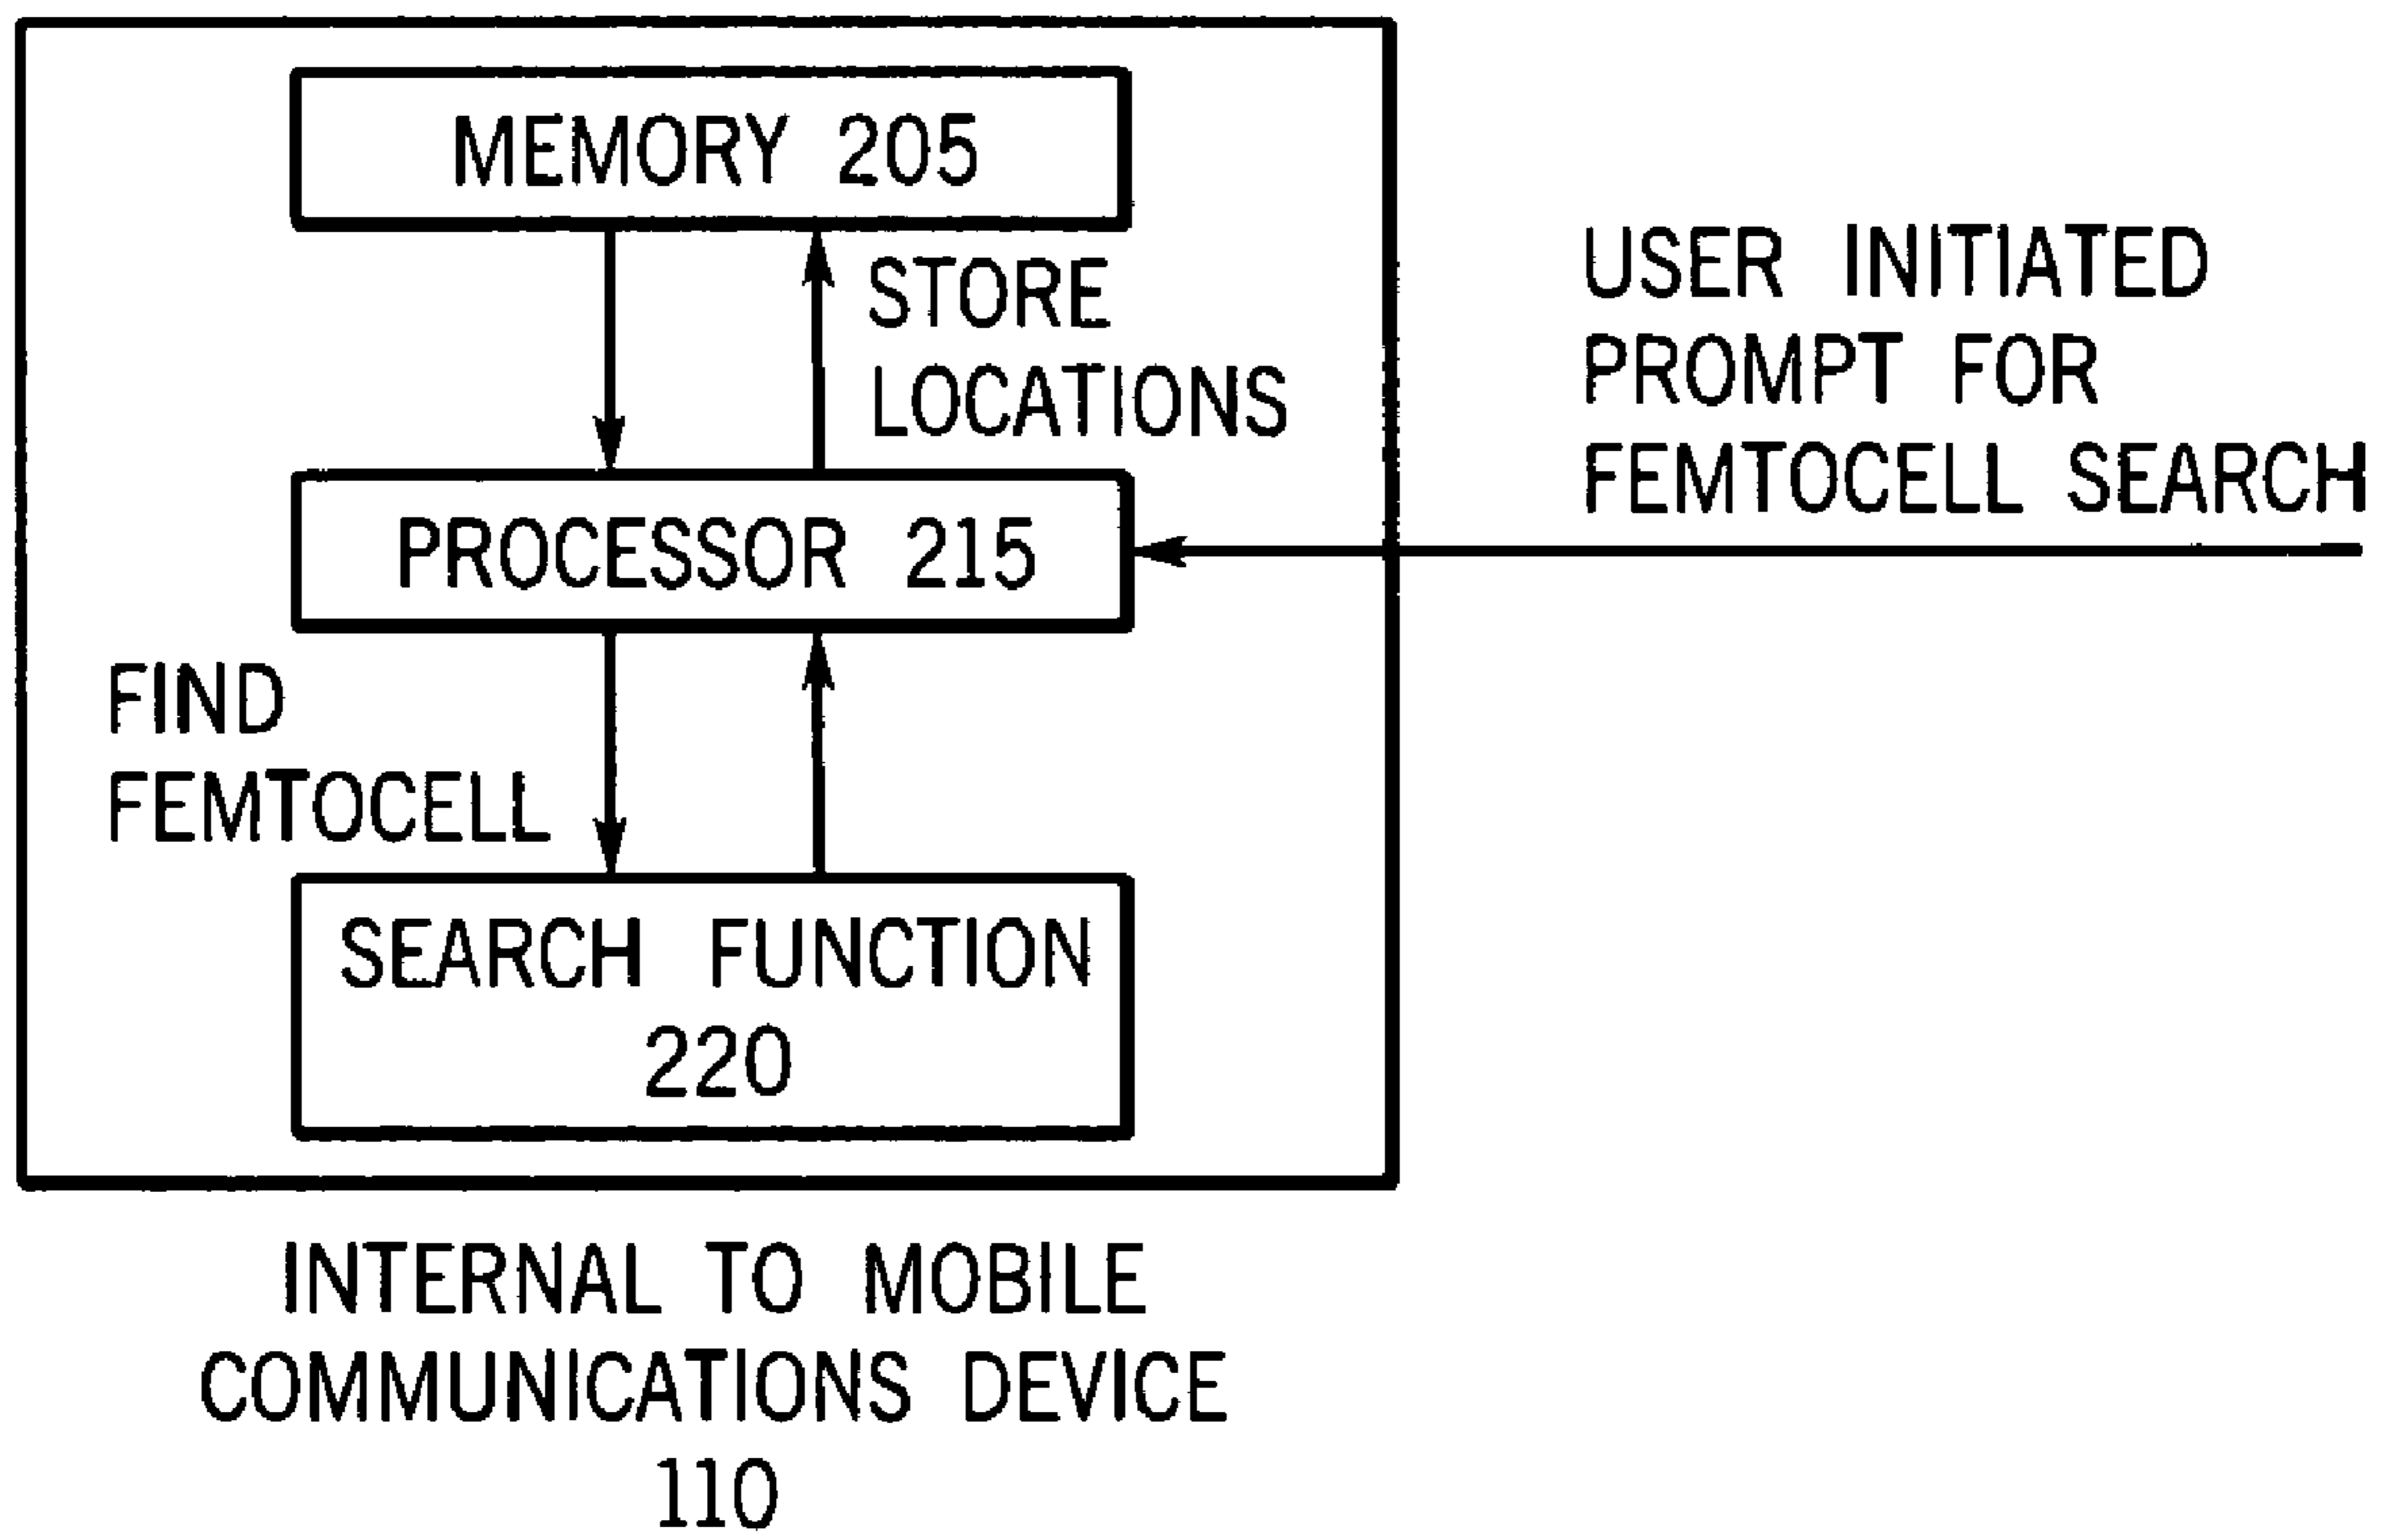 MEMORY 205
STORE
LOCATIONS
USER INITIATED
PROMPT FOR
FEMTOCELL SEARCH
PROCESSOR 215
FIND
FEMTOCELL
SEARCH FUNCTION
220
INTERNAL TO MOBILE
COMMUNICATIONS DEVICE
110